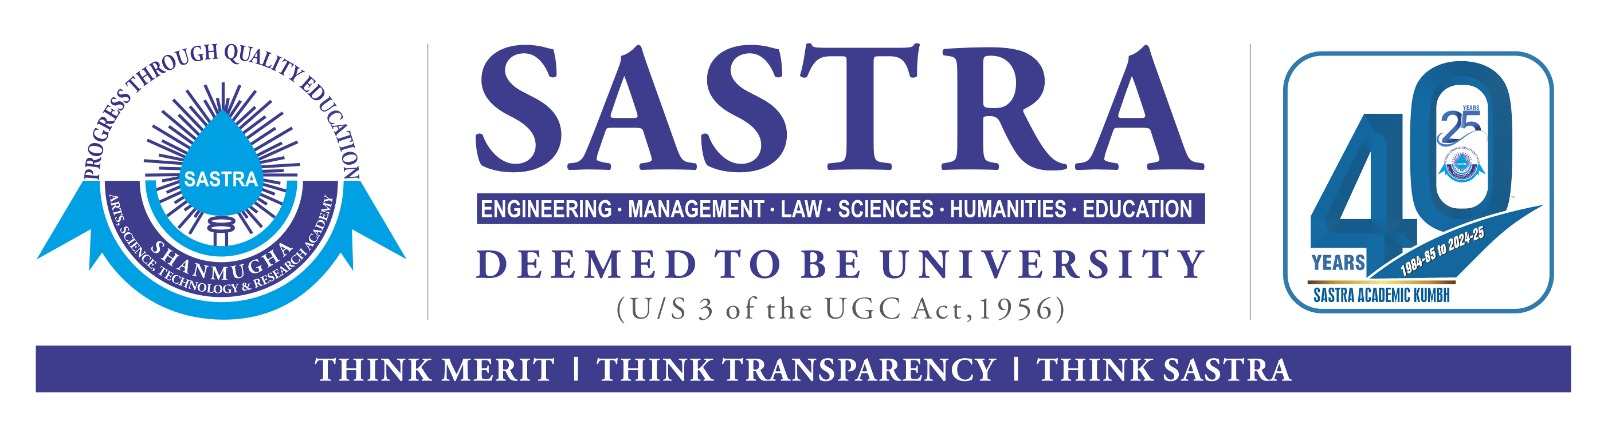 PROGRESS THROUGH QUALITY EDUCATION
SASTRA
SHANMUGHA
ARTS, SCIENCE, TECHNOLOGY & RESEARCH ACADEMY
SASTRA
ENGINEERING · MANAGEMENT · LAW · SCIENCES · HUMANITIES · EDUCATION
DEEMED TO BE UNIVERSITY
(U/S 3 of the UGC Act,1956)
40
YEARS
25
YEARS
1984-85 to 2024-25
SASTRA ACADEMIC KUMBH
THINK MERIT | THINK TRANSPARENCY | THINK SASTRA